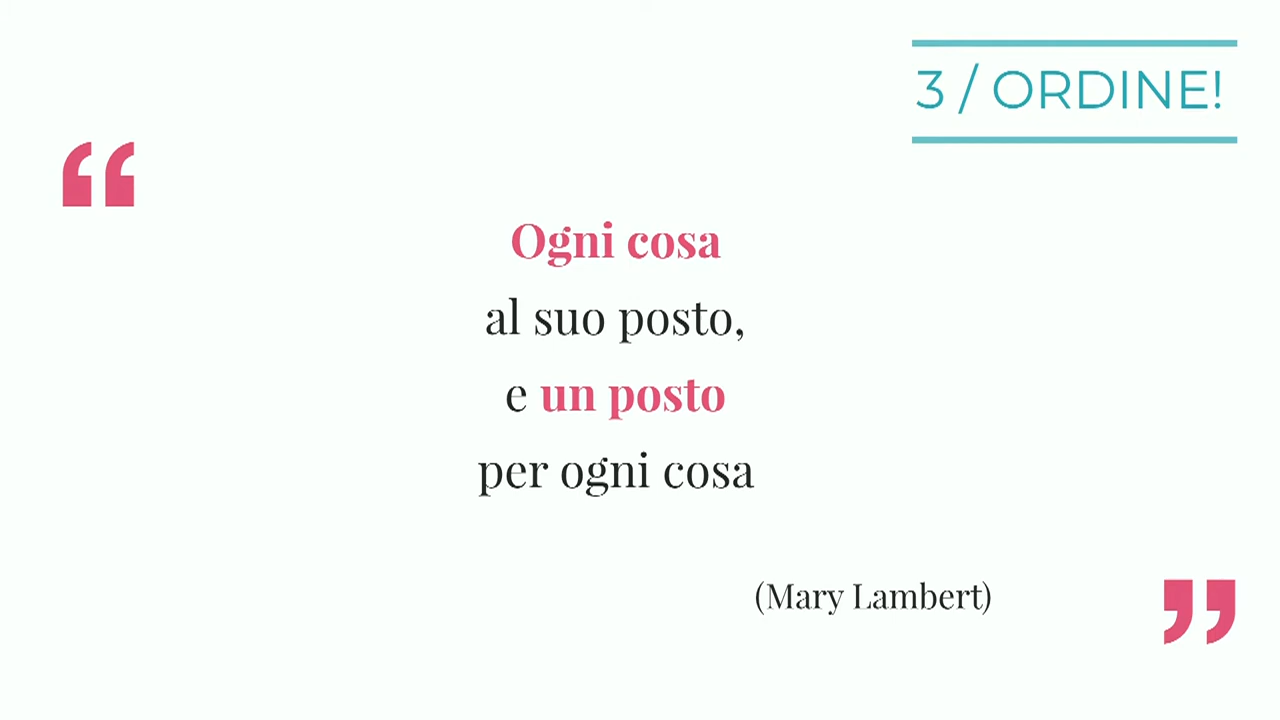 3 / ORDINE!
“
Ogni cosa
al suo posto,
e un posto
per ogni cosa
(Mary Lambert)
”